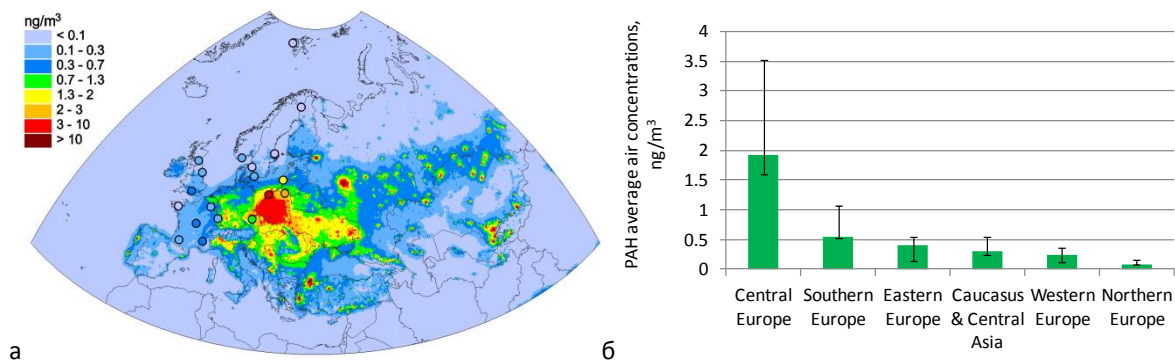 ng/m³
< 0.1
0.1 - 0.3
0.3 - 0.7
0.7 - 1.3
1.3 - 2
2 - 3
3 - 10
> 10
а
PAH average air concentrations,
ng/m³
4
3.5
3
2.5
2
1.5
1
0.5
0
Central
Europe
Southern
Europe
Eastern
Europe
Caucasus
& Central
Asia
Western
Europe
Northern
Europe
б